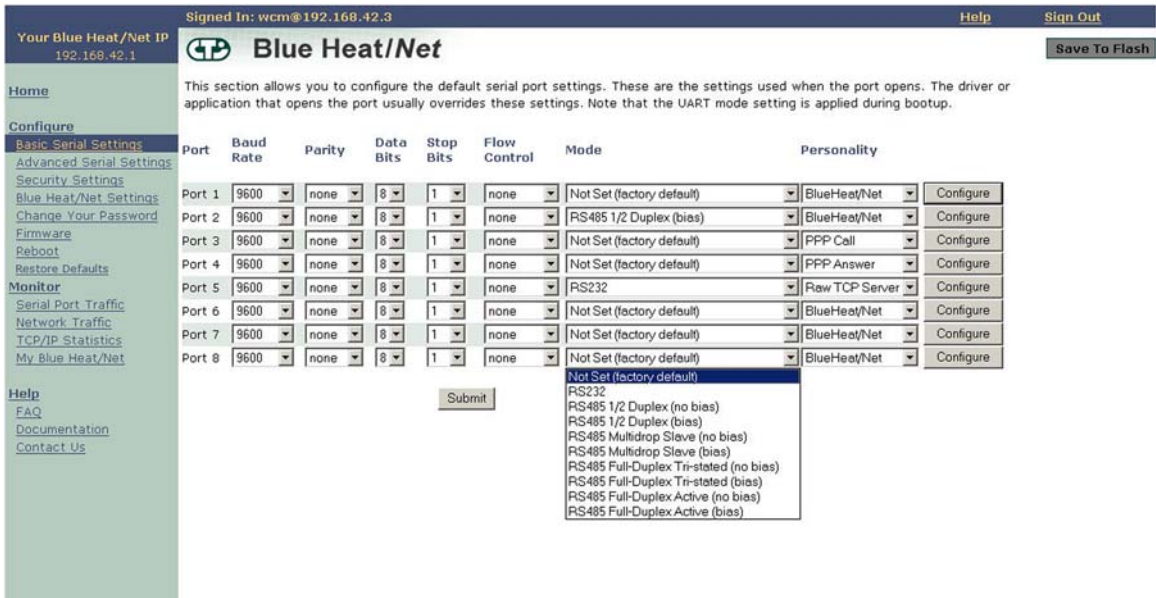 Signed In: wcm@192.168.42.3 Help Sign Out
Your Blue Heat/Net IP
192.168.42.1
CTP Blue Heat/Net
Save To Flash
Home
Configure
Basic Serial Settings
Advanced Serial Settings
Security Settings
Blue Heat/Net Settings
Change Your Password
Firmware
Reboot
Restore Defaults
Monitor
Serial Port Traffic
Network Traffic
TCP/IP Statistics
My Blue Heat/Net
Help
FAQ
Documentation
Contact Us
This section allows you to configure the default serial port settings. These are the settings used when the port opens. The driver or
application that opens the port usually overrides these settings. Note that the UART mode setting is applied during bootup.
Port Baud Rate Parity Data Bits Stop Bits Flow Control Mode Personality
Port 1 9600 none 8 1 none Not Set (factory default) BlueHeat/Net Configure
Port 2 9600 none 8 1 none RS485 1/2 Duplex (bias) BlueHeat/Net Configure
Port 3 9600 none 8 1 none Not Set (factory default) PPP Call Configure
Port 4 9600 none 8 1 none Not Set (factory default) PPP Answer Configure
Port 5 9600 none 8 1 none RS232 Raw TCP Server Configure
Port 6 9600 none 8 1 none Not Set (factory default) BlueHeat/Net Configure
Port 7 9600 none 8 1 none Not Set (factory default) BlueHeat/Net Configure
Port 8 9600 none 8 1 none Not Set (factory default) BlueHeat/Net Configure
Not Set (factory default)
RS232
RS485 1/2 Duplex (no bias)
RS485 1/2 Duplex (bias)
RS485 Multidrop Slave (no bias)
RS485 Multidrop Slave (bias)
RS485 Full-Duplex Tri-stated (no bias)
RS485 Full-Duplex Tri-stated (bias)
RS485 Full-Duplex Active (no bias)
RS485 Full-Duplex Active (bias)
Submit